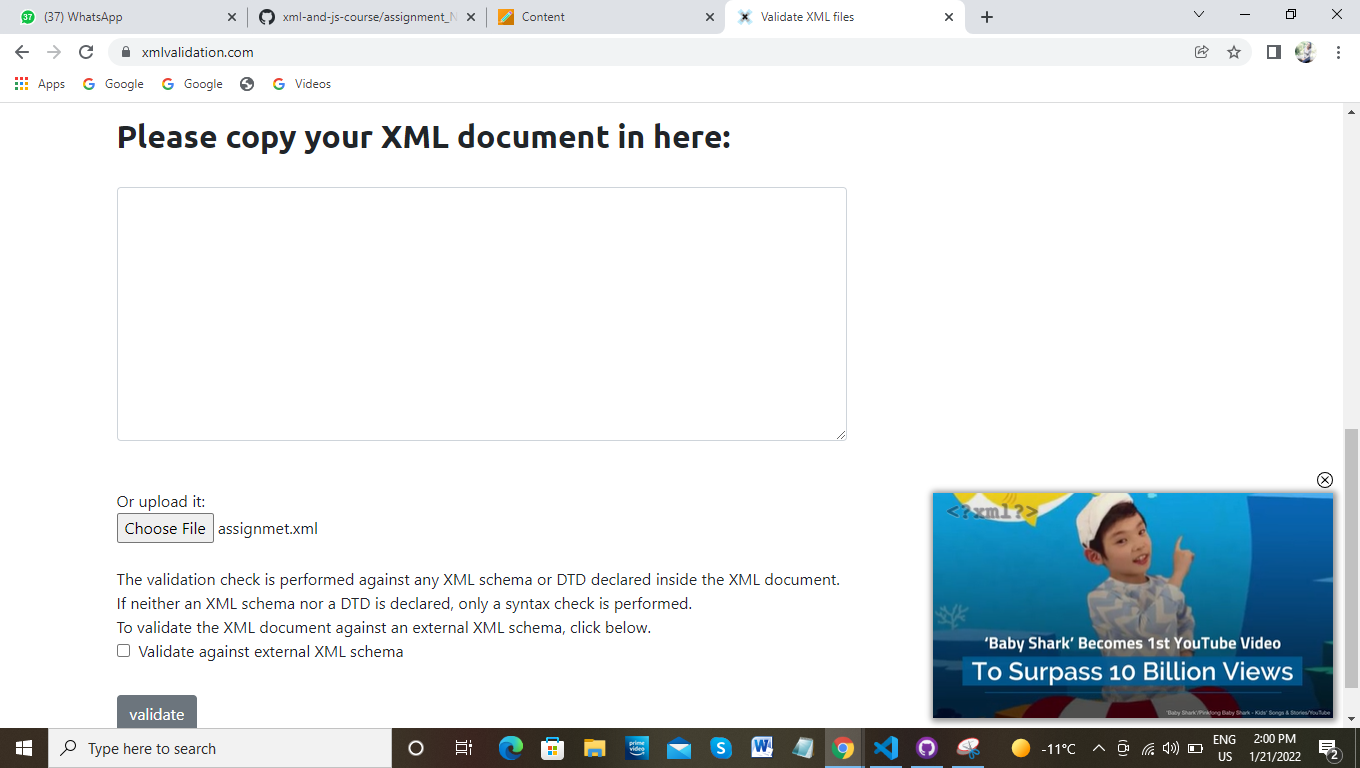 37
(37) WhatsApp
xml-and-js-course/assignment_N
Content
Validate XML files
xmlvalidation.com
Apps
Google
Google
Videos
Please copy your XML document in here:
Or upload it:
Choose File assignmet.xml
The validation check is performed against any XML schema or DTD declared inside the XML document.
If neither an XML schema nor a DTD is declared, only a syntax check is performed.
To validate the XML document against an external XML schema, click below.
Validate against external XML schema
validate
<?xml?>
‘Baby Shark’ Becomes 1st YouTube Video
To Surpass 10 Billion Views
'Baby Shark'/Pinkfong Baby Shark - Kids' Songs & Stories/YouTube
Type here to search
prime video
S
W
-11°C
ENG
US
2:00 PM
1/21/2022
2